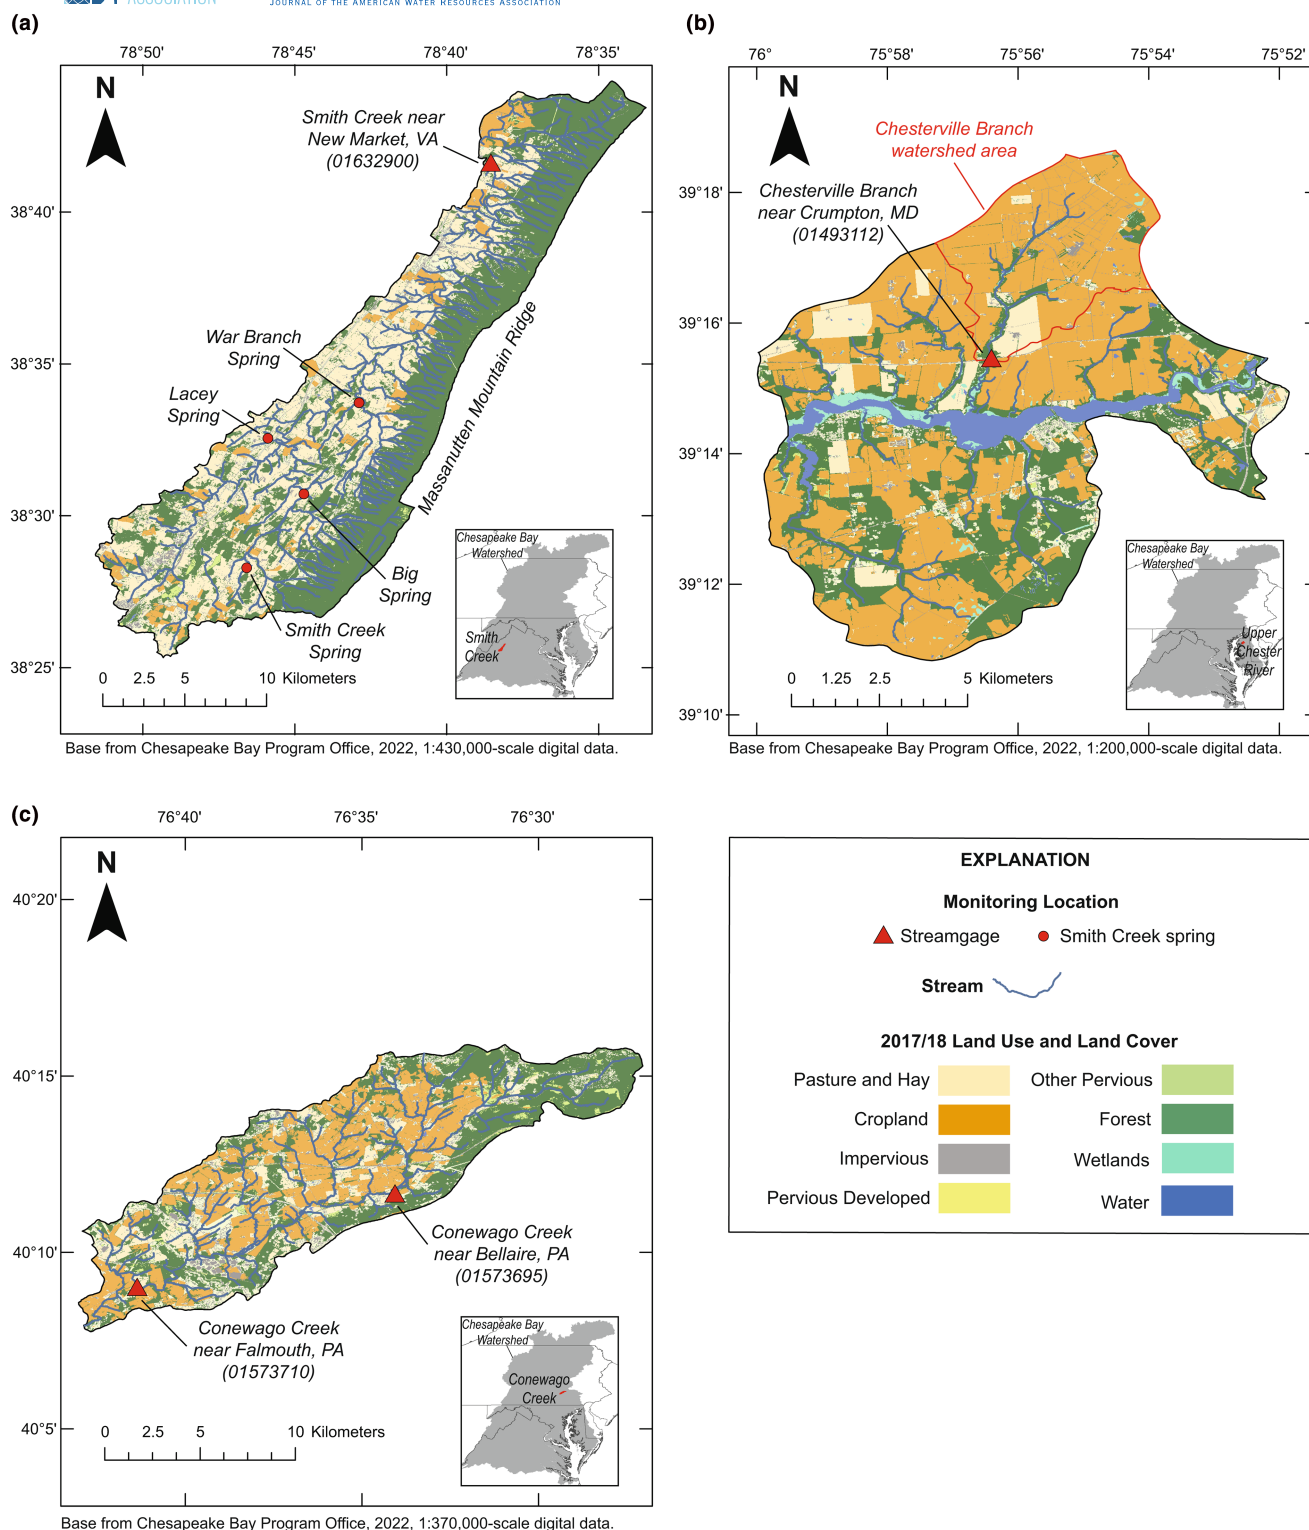 ASSOCIATION
JOURNAL OF THE AMERICAN WATER RESOURCES ASSOCIATION
(a)
78°50'
78°45'
78°40'
78°35'
N
Smith Creek near
New Market, VA
(01632900)
38°40'
War Branch
Spring
38°35'
Lacey
Spring
Massanutten Mountain Ridge
38°30'
Big
Spring
Smith Creek
Spring
38°25'
0 2.5 5 10 Kilometers
Chesapeake Bay
Watershed
Smith
Creek
Base from Chesapeake Bay Program Office, 2022, 1:430,000-scale digital data.
(b)
76°
75°58'
75°56'
75°54'
75°52'
N
Chesterville Branch
watershed area
Chesterville Branch
near Crumpton, MD
(01493112)
39°18'
39°16'
39°14'
39°12'
39°10'
0 1.25 2.5 5 Kilometers
Chesapeake Bay
Watershed
Upper
Chester
River
Base from Chesapeake Bay Program Office, 2022, 1:200,000-scale digital data.
(c)
76°40'
76°35'
76°30'
N
40°20'
40°15'
40°10'
40°5'
Conewago Creek
near Bellaire, PA
(01573695)
Conewago Creek
near Falmouth, PA
(01573710)
0 2.5 5 10 Kilometers
Chesapeake Bay
Watershed
Conewago
Creek
Base from Chesapeake Bay Program Office, 2022, 1:370,000-scale digital data.
EXPLANATION
Monitoring Location
Streamgage
Smith Creek spring
Stream
2017/18 Land Use and Land Cover
Pasture and Hay
Other Pervious
Cropland
Forest
Impervious
Wetlands
Pervious Developed
Water